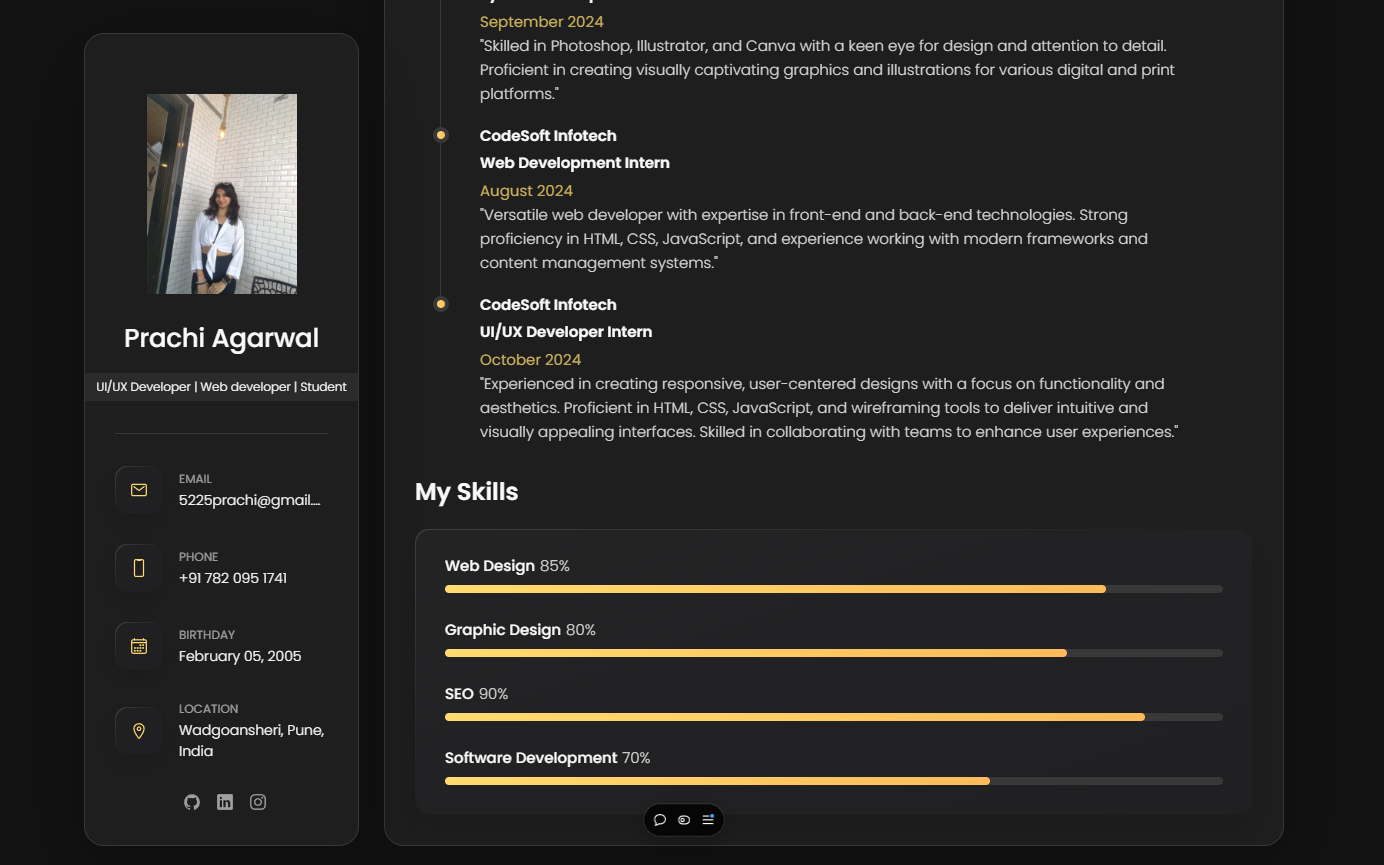 Prachi Agarwal
UI/UX Developer | Web developer | Student
EMAIL
5225prachi@gmail....
PHONE
+91 782 095 1741
BIRTHDAY
February 05, 2005
LOCATION
Wadgoansheri, Pune,
India
September 2024
"Skilled in Photoshop, Illustrator, and Canva with a keen eye for design and attention to detail.
Proficient in creating visually captivating graphics and illustrations for various digital and print
platforms."
CodeSoft Infotech
Web Development Intern
August 2024
"Versatile web developer with expertise in front-end and back-end technologies. Strong
proficiency in HTML, CSS, JavaScript, and experience working with modern frameworks and
content management systems."
CodeSoft Infotech
UI/UX Developer Intern
October 2024
"Experienced in creating responsive, user-centered designs with a focus on functionality and
aesthetics. Proficient in HTML, CSS, JavaScript, and wireframing tools to deliver intuitive and
visually appealing interfaces. Skilled in collaborating with teams to enhance user experiences."
My Skills
Web Design 85%
Graphic Design 80%
SEO 90%
Software Development 70%